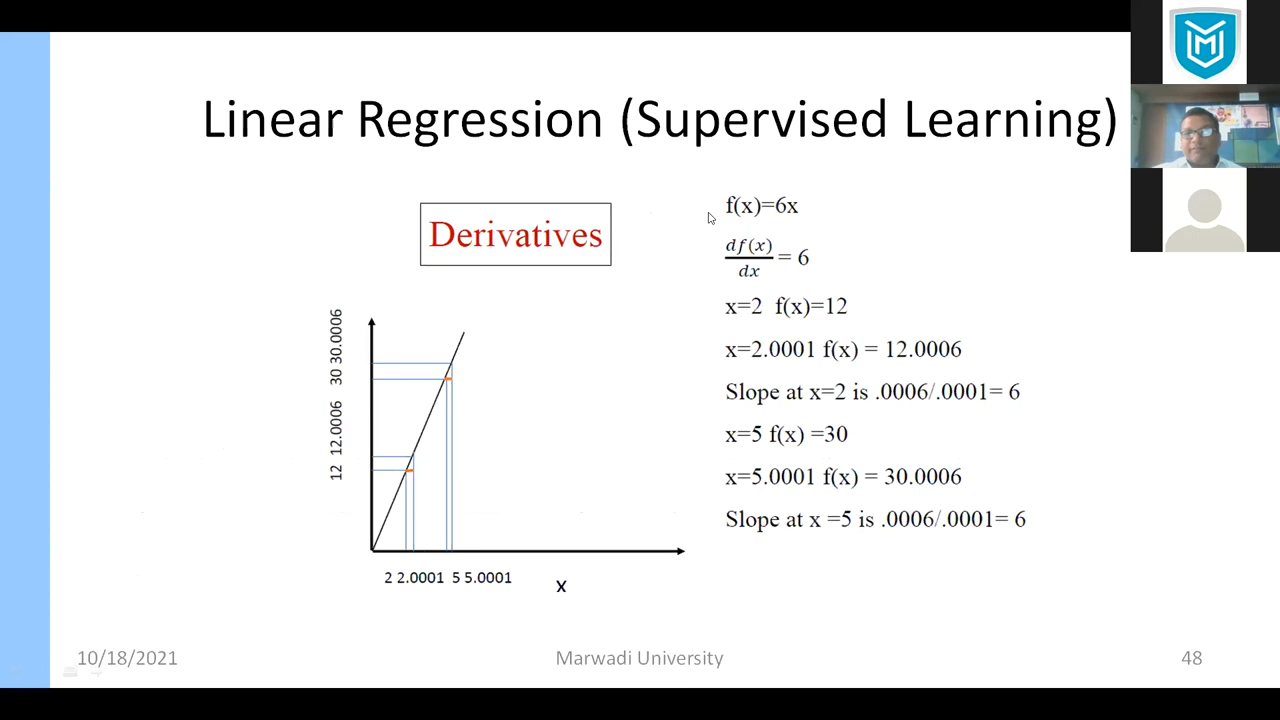 Linear Regression (Supervised Learning)
Derivatives
f(x)=6x
df(x)
dx
= 6
x=2 f(x)=12
x=2.0001 f(x) = 12.0006
Slope at x=2 is .0006/.0001= 6
x=5 f(x) =30
x=5.0001 f(x) = 30.0006
Slope at x =5 is .0006/.0001= 6
12 12.0006 30 30.0006
2 2.0001 5 5.0001
x
10/18/2021
Marwadi University
48